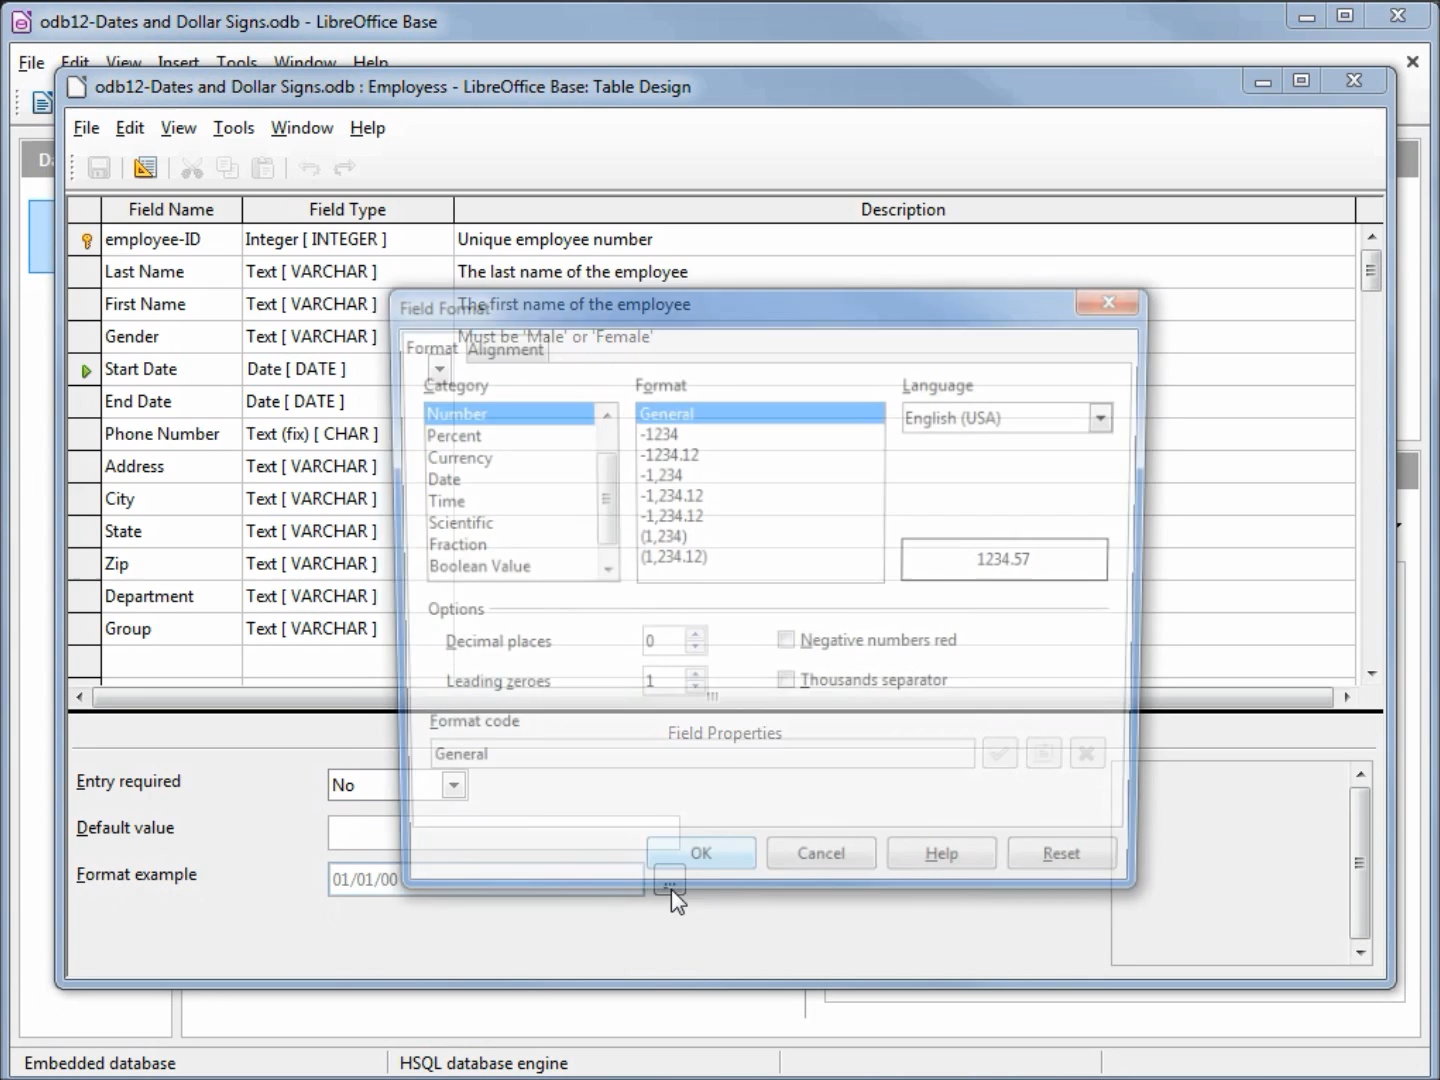 odb12-Dates and Dollar Signs.odb - LibreOffice Base
File Edit View Insert Tools Window Help
odb12-Dates and Dollar Signs.odb : Employess - LibreOffice Base: Table Design
File Edit View Tools Window Help
Field Name Field Type Description
employee-ID Integer [ INTEGER ] Unique employee number
Last Name Text [ VARCHAR ] The last name of the employee
First Name Text [ VARCHAR ] The first name of the employee
Gender Text [ VARCHAR ] Must be 'Male' or 'Female'
Start Date Date [ DATE ]
End Date Date [ DATE ]
Phone Number Text (fix) [ CHAR ]
Address Text [ VARCHAR ]
City Text [ VARCHAR ]
State Text [ VARCHAR ]
Zip Text [ VARCHAR ]
Department Text [ VARCHAR ]
Group Text [ VARCHAR ]
Field Format
Format Alignment
Category Format Language
Number General English (USA)
Percent -1234
Currency -1234.12
Date -1,234
Time -1,234.12
Scientific -1,234.12
Fraction (1,234)
Boolean Value (1,234.12)
1234.57
Options
Decimal places 0 Negative numbers red
Leading zeroes 1 Thousands separator
Format code
General
OK Cancel Help Reset
Field Properties
Entry required No
Default value
Format example 01/01/00 ...
Embedded database HSQL database engine